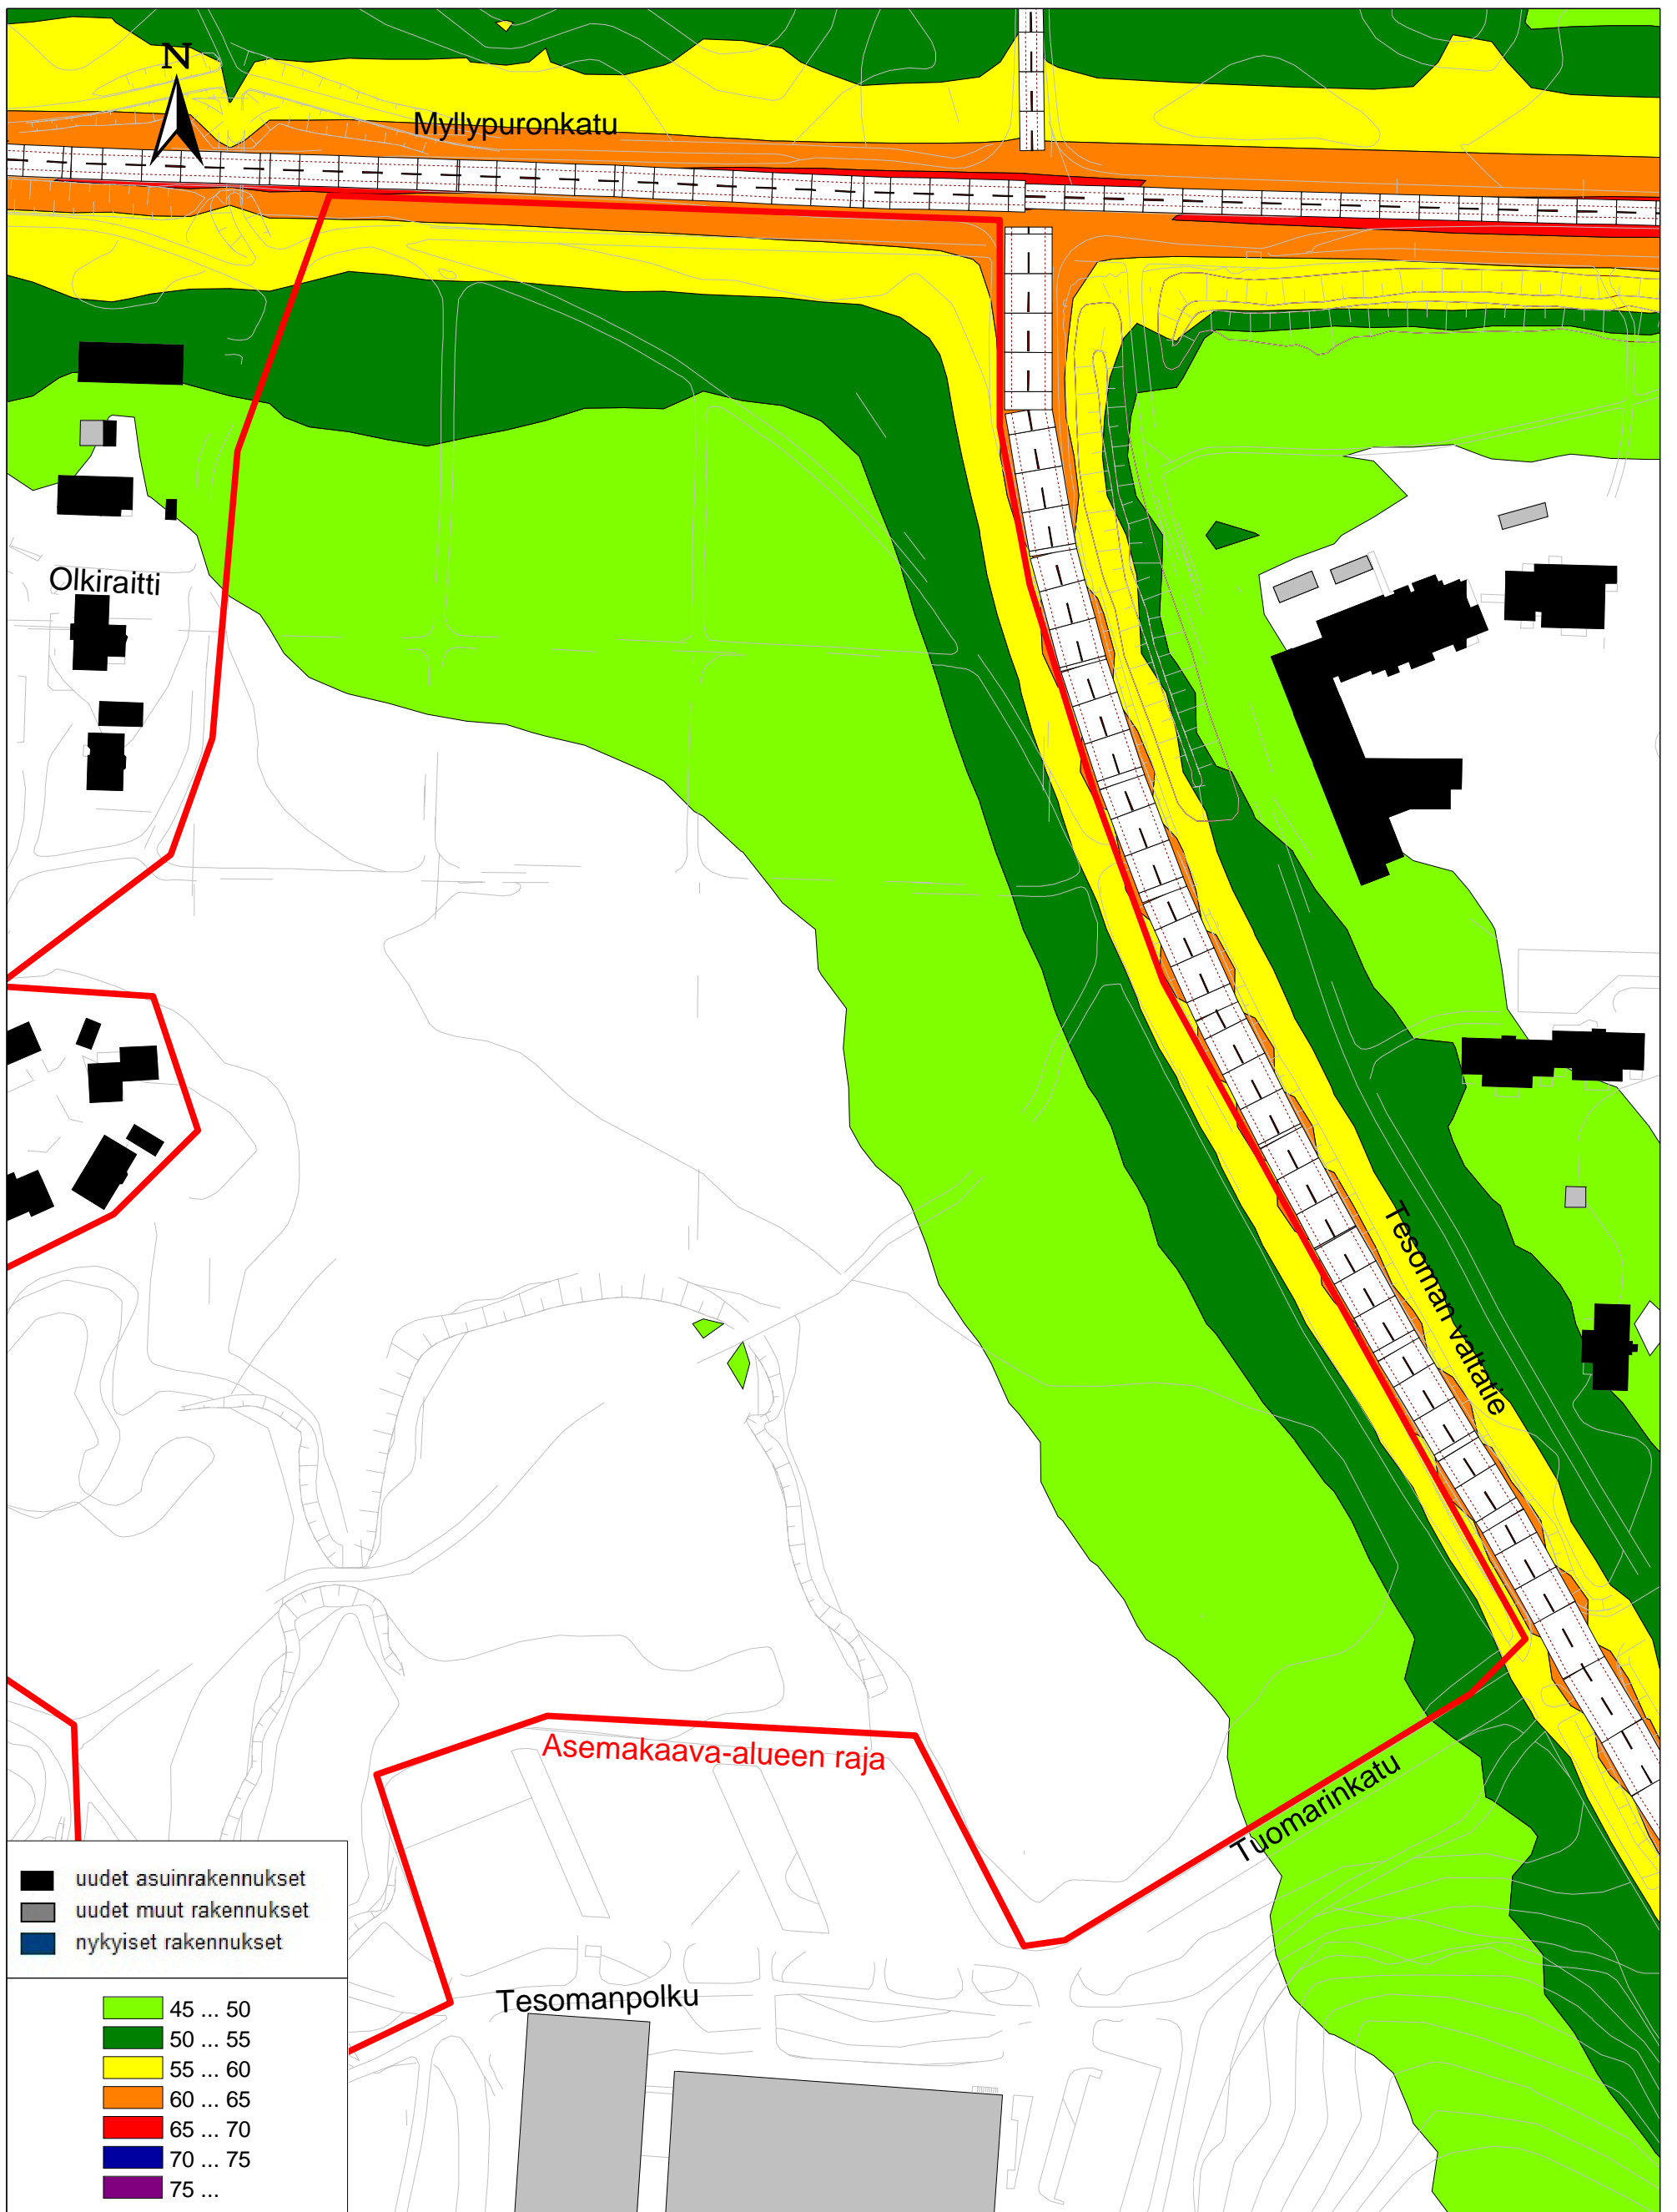 N
Myllypuronkatu
Olkiraitti
Tesoman valtatie
Asemakaava-alueen raja
Tuomarinkatu
Tesomanpolku
uudet asuinrakennukset
uudet muut rakennukset
nykyiset rakennukset
45 ... 50
50 ... 55
55 ... 60
60 ... 65
65 ... 70
70 ... 75
75 ...